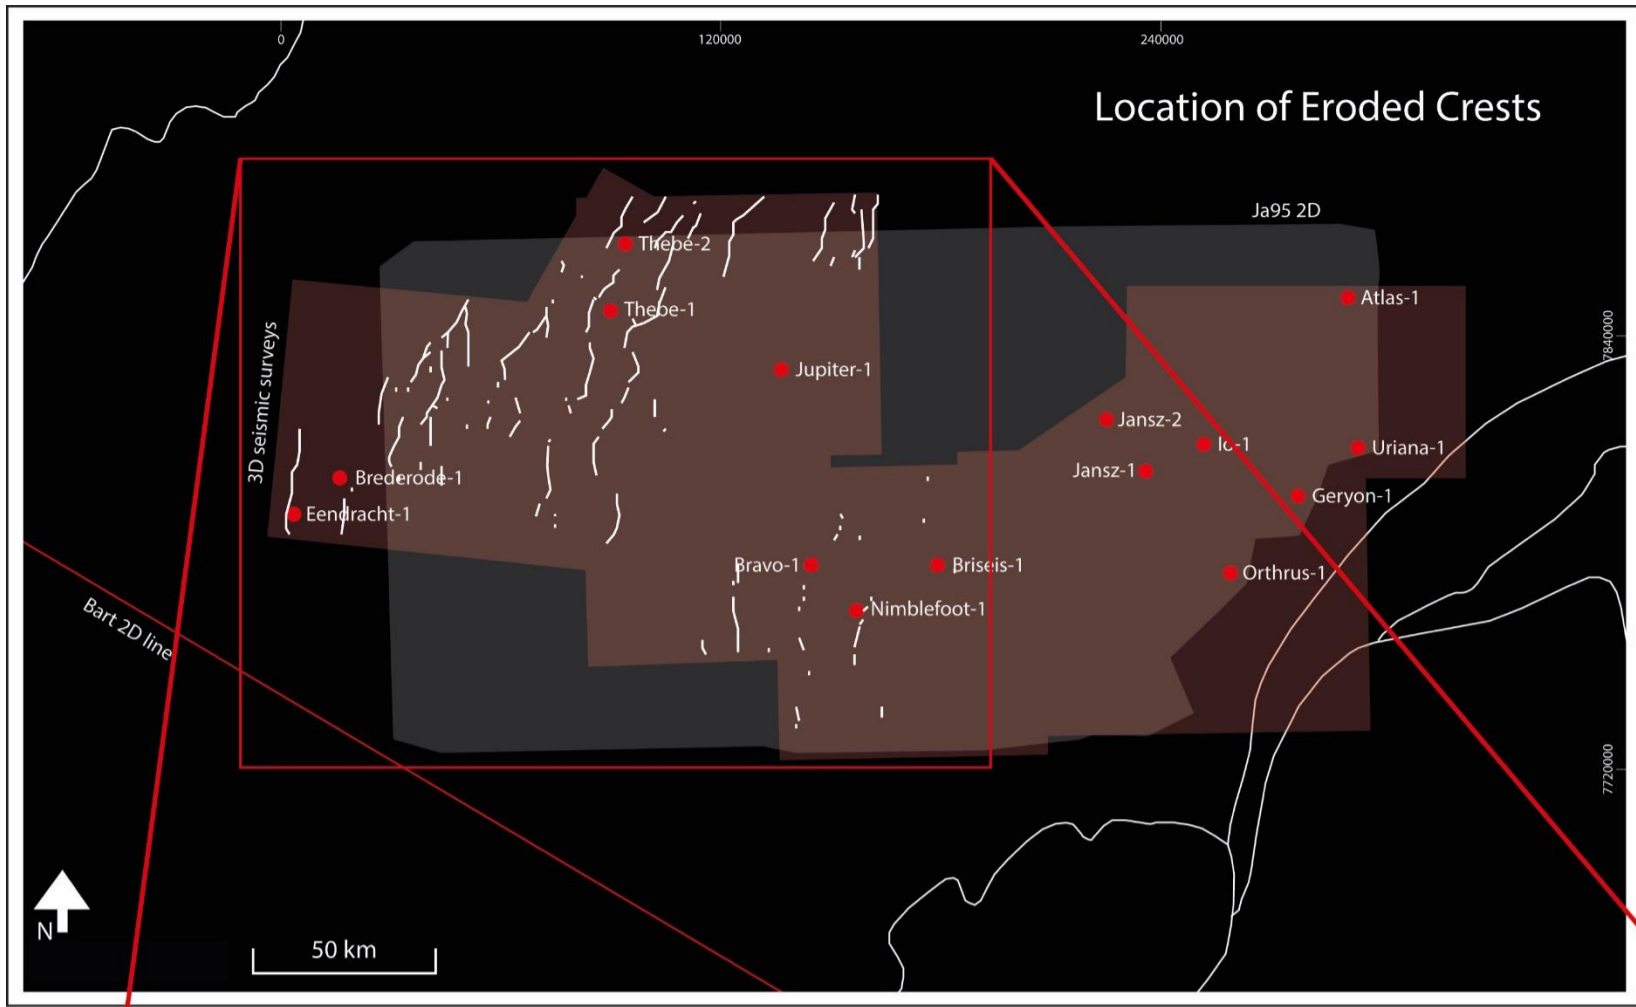 0
120000
240000
Location of Eroded Crests
Ja95 2D
Thebe-2
Atlas-1
Thebe-1
7840000
Jupiter-1
3D seismic surveys
Jansz-2
Io-1
Uriana-1
Jansz-1
Brederode-1
Geryon-1
Eendracht-1
Bravo-1
Briseis-1
Orthrus-1
Nimblefoot-1
Bart 2D line
7720000
N
50 km